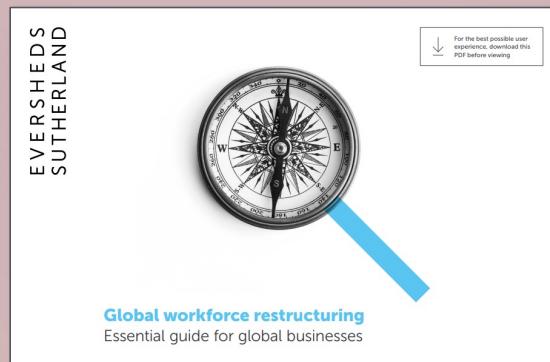 EVERSHEDS
SUTHERLAND
For the best possible user
experience, download this
PDF before viewing
N
W
E
S
Global workforce restructuring
Essential guide for global businesses